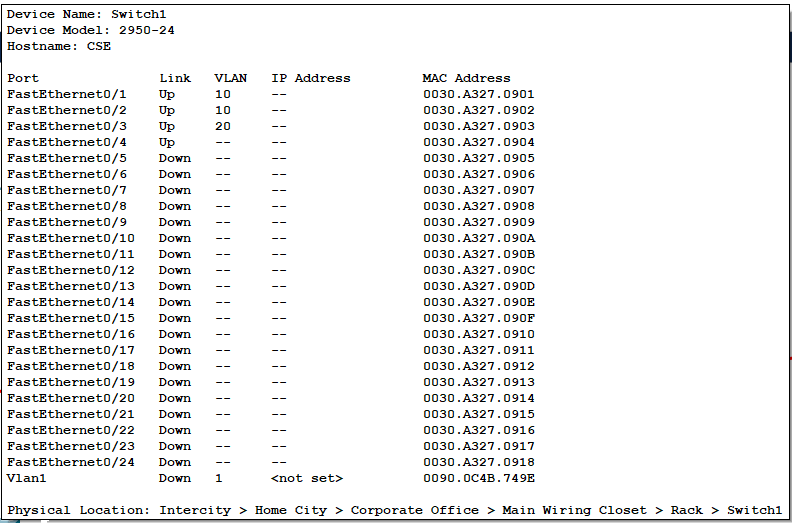 Device Name: Switch1
Device Model: 2950-24
Hostname: CSE
Port Link VLAN IP Address MAC Address
FastEthernet0/1 Up 10 -- 0030.A327.0901
FastEthernet0/2 Up 10 -- 0030.A327.0902
FastEthernet0/3 Up 20 -- 0030.A327.0903
FastEthernet0/4 Up -- -- 0030.A327.0904
FastEthernet0/5 Down -- -- 0030.A327.0905
FastEthernet0/6 Down -- -- 0030.A327.0906
FastEthernet0/7 Down -- -- 0030.A327.0907
FastEthernet0/8 Down -- -- 0030.A327.0908
FastEthernet0/9 Down -- -- 0030.A327.0909
FastEthernet0/10 Down -- -- 0030.A327.090A
FastEthernet0/11 Down -- -- 0030.A327.090B
FastEthernet0/12 Down -- -- 0030.A327.090C
FastEthernet0/13 Down -- -- 0030.A327.090D
FastEthernet0/14 Down -- -- 0030.A327.090E
FastEthernet0/15 Down -- -- 0030.A327.090F
FastEthernet0/16 Down -- -- 0030.A327.0910
FastEthernet0/17 Down -- -- 0030.A327.0911
FastEthernet0/18 Down -- -- 0030.A327.0912
FastEthernet0/19 Down -- -- 0030.A327.0913
FastEthernet0/20 Down -- -- 0030.A327.0914
FastEthernet0/21 Down -- -- 0030.A327.0915
FastEthernet0/22 Down -- -- 0030.A327.0916
FastEthernet0/23 Down -- -- 0030.A327.0917
FastEthernet0/24 Down -- -- 0030.A327.0918
Vlan1 Down 1 <not set> 0090.0C4B.749E
Physical Location: Intercity > Home City > Corporate Office > Main Wiring Closet > Rack > Switch1